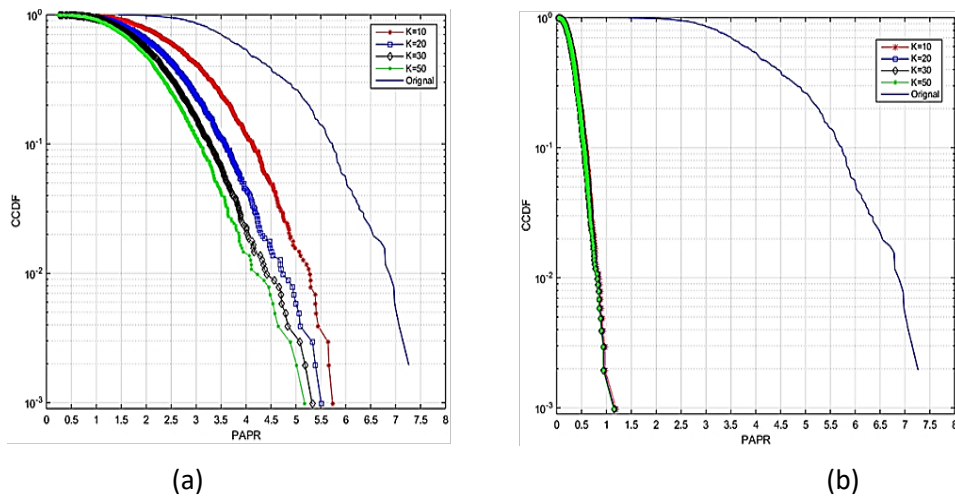 10^0
10^-1
10^-2
10^-3
CCDF
0 0.5 1 1.5 2 2.5 3 3.5 4 4.5 5 5.5 6 6.5 7 7.5 8
PAPR
K=10
K=20
K=30
K=50
Orignal
(a)
10^0
10^-1
10^-2
10^-3
CCDF
0 0.5 1 1.5 2 2.5 3 3.5 4 4.5 5 5.5 6 6.5 7 7.5 8
PAPR
K=10
K=20
K=30
K=50
Orignal
(b)